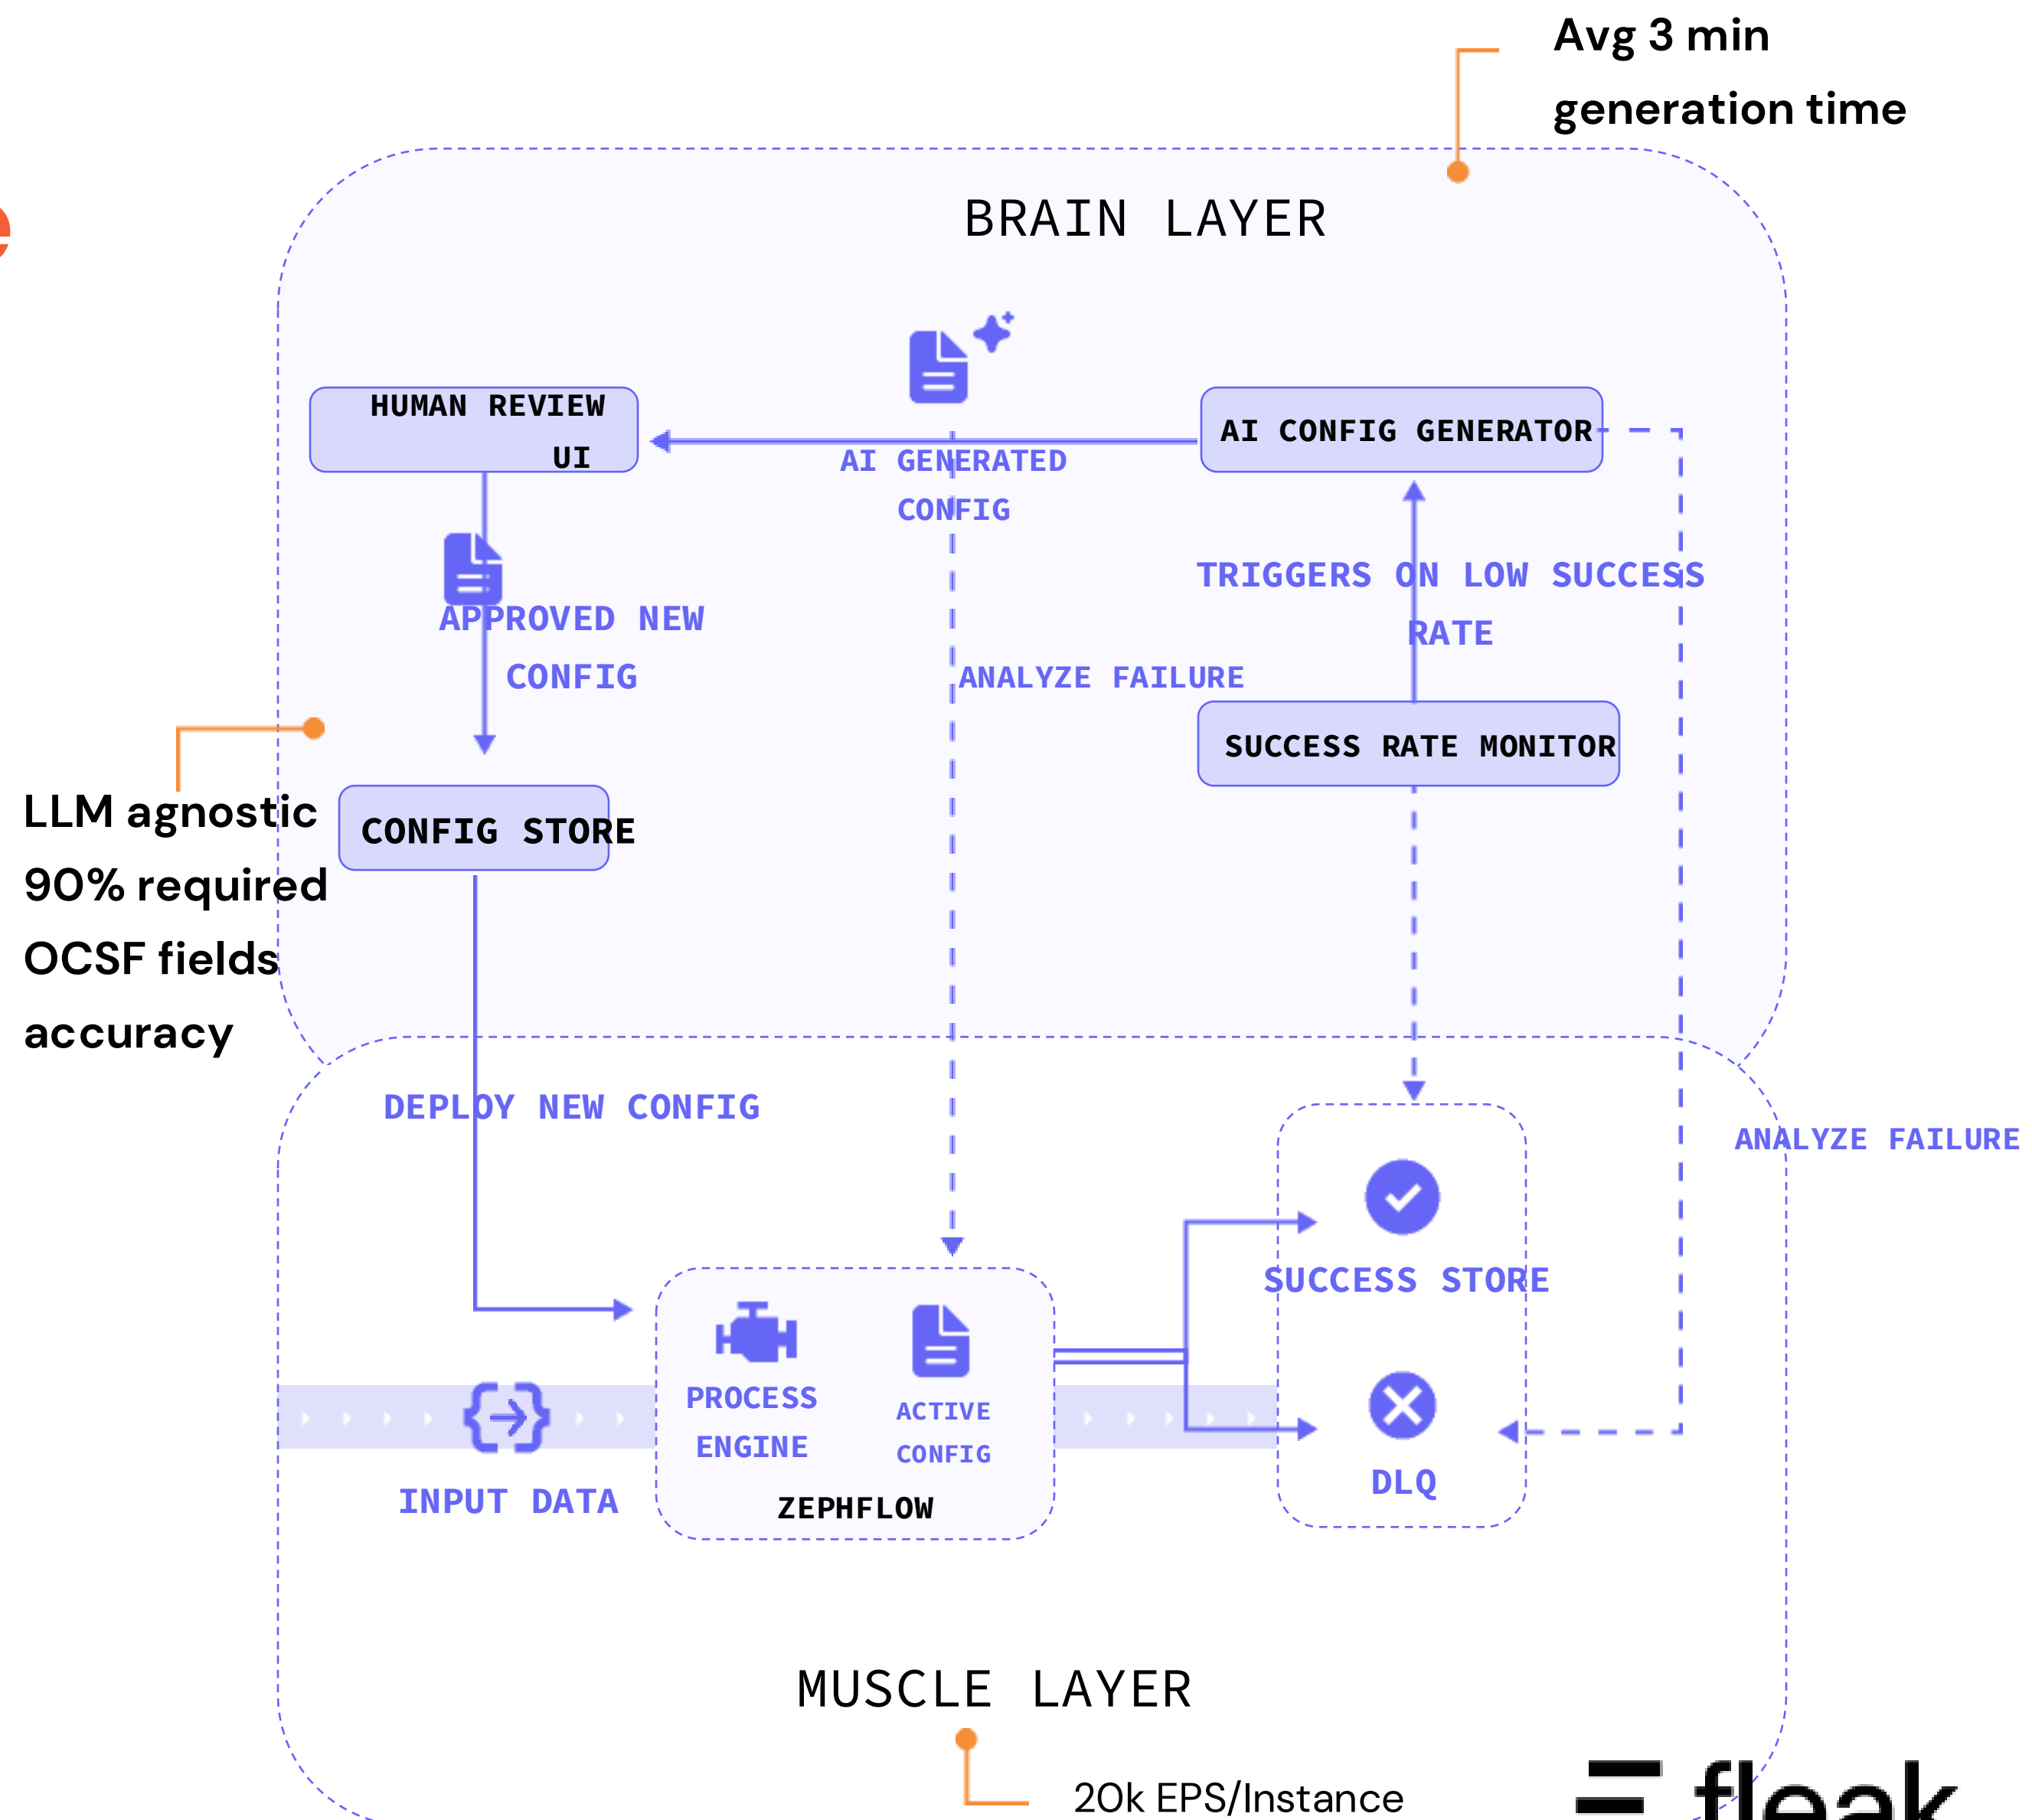 Avg 3 min
generation time
BRAIN LAYER
e
HUMAN REVIEW
UI
AI GENERATED
CONFIG
AI CONFIG GENERATOR
APPROVED NEW
CONFIG
TRIGGERS ON LOW SUCCESS
RATE
ANALYZE FAILURE
SUCCESS RATE MONITOR
LLM agnostic
90% required
OCSF fields
accuracy
CONFIG STORE
DEPLOY NEW CONFIG
ANALYZE FAILURE
SUCCESS STORE
PROCESS
ENGINE
ACTIVE
CONFIG
ZEPHFLOW
INPUT DATA
DLQ
MUSCLE LAYER
20k EPS/Instance
fleak